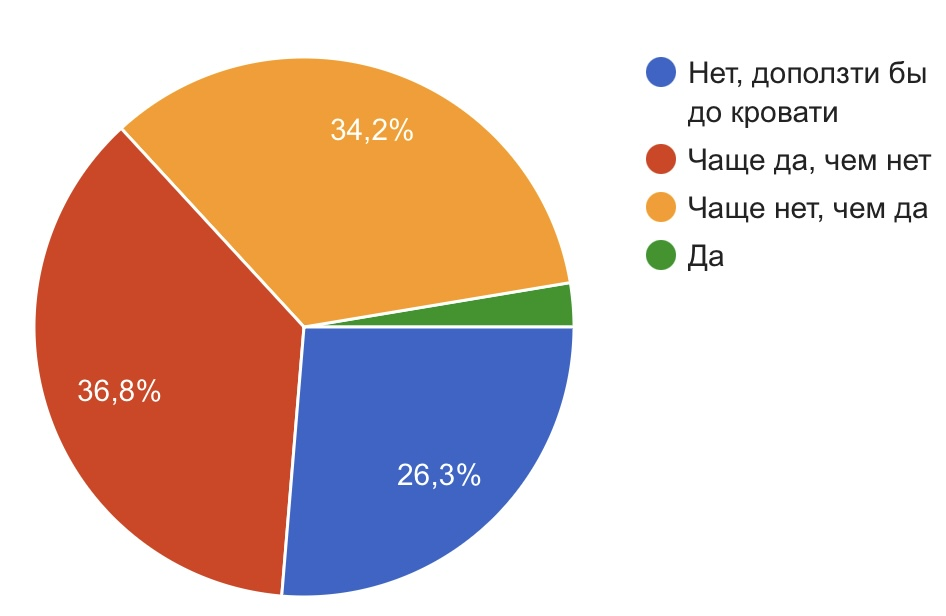 34,2%
36,8%
26,3%
Нет, доползти бы
до кровати
Чаще да, чем нет
Чаще нет, чем да
Да